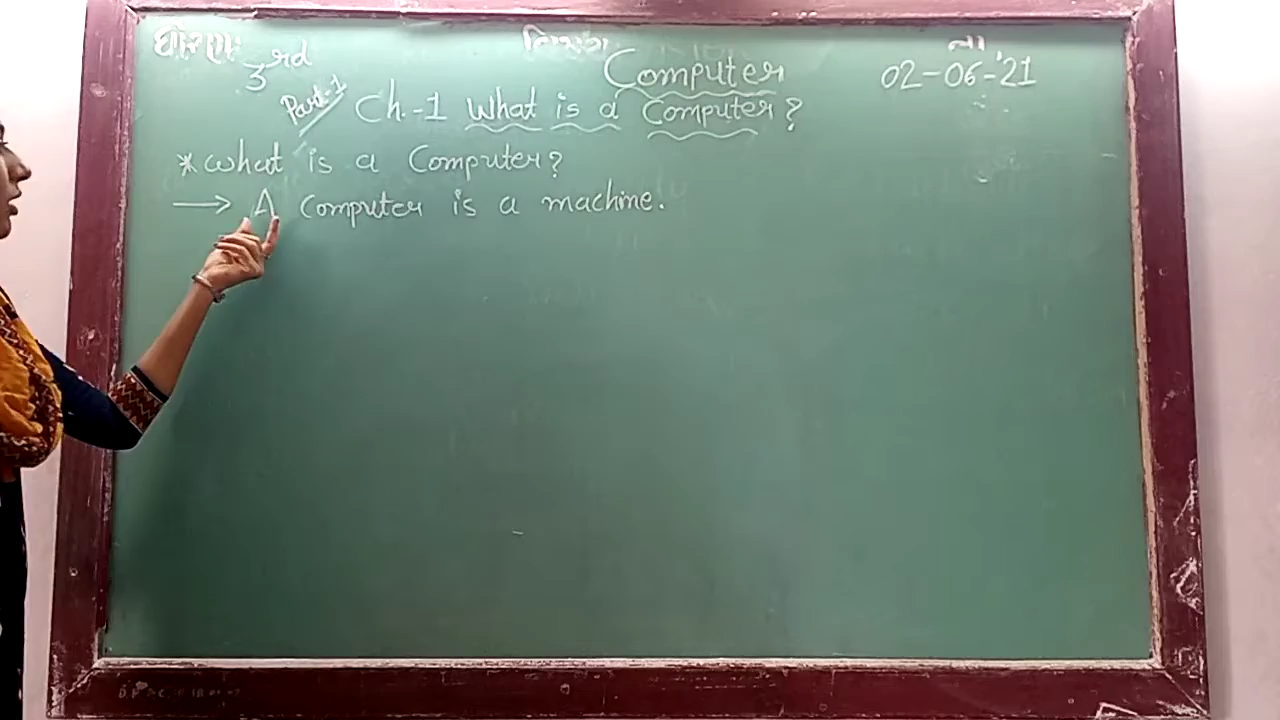 ધોરણ 3rd વિષય Computer તા 02-06-'21
Part-1 Ch.-1 What is a Computer?
* What is a Computer?
→ A Computer is a machine.